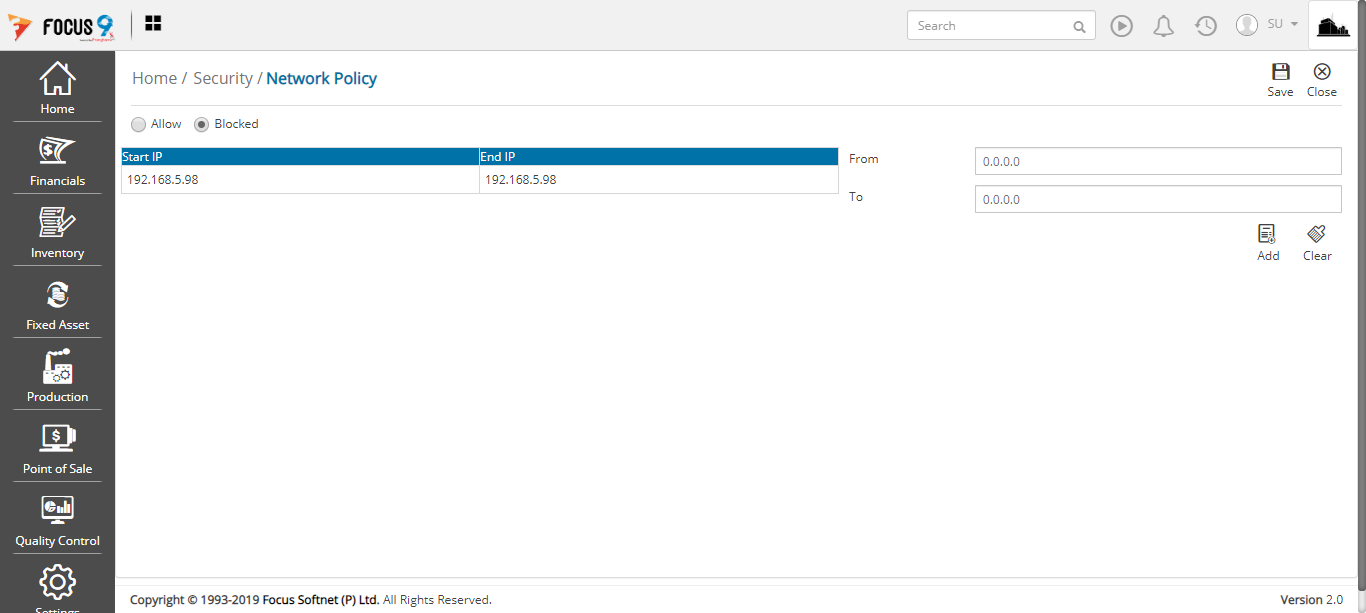 FOCUS 9
Search
SU
Home
Financials
Inventory
Fixed Asset
Production
Point of Sale
Quality Control
Settings
Home / Security / Network Policy
Save
Close
Allow
Blocked
Start IP
End IP
192.168.5.98
192.168.5.98
From
0.0.0.0
To
0.0.0.0
Add
Clear
Copyright © 1993-2019 Focus Softnet (P) Ltd. All Rights Reserved.
Version 2.0